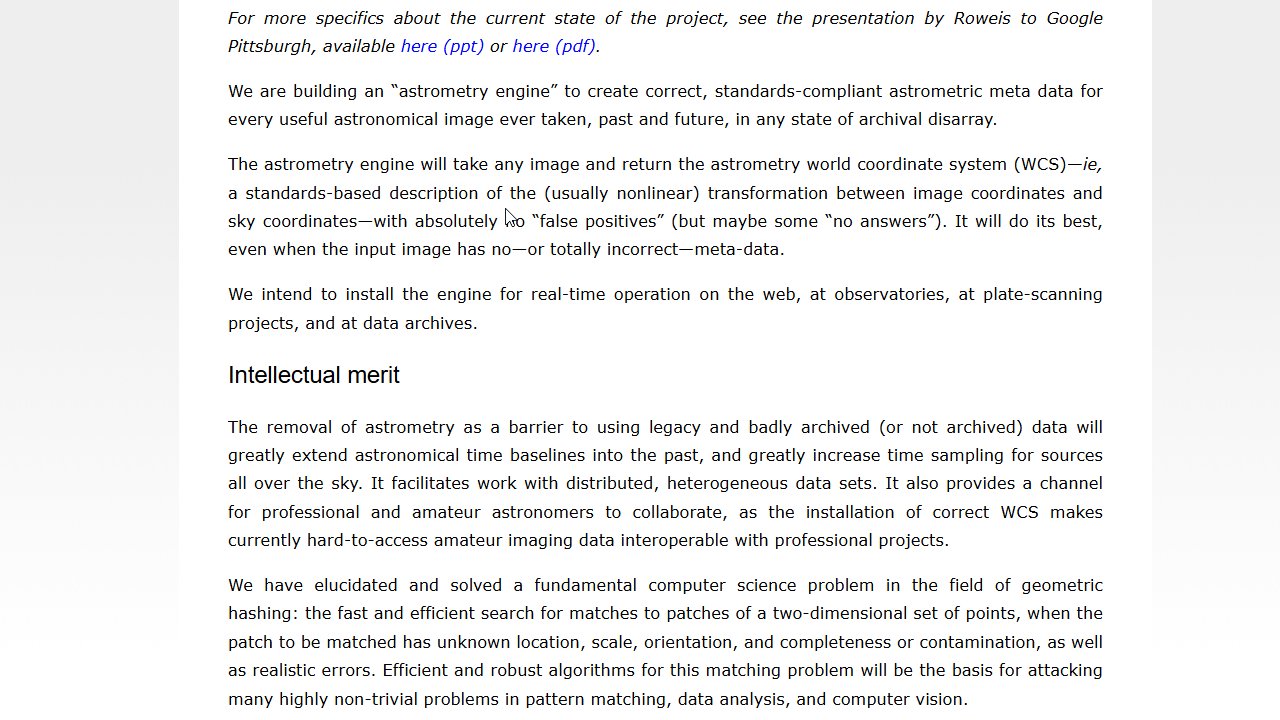 For more specifics about the current state of the project, see the presentation by Roweis to Google
Pittsburgh, available here (ppt) or here (pdf).
We are building an “astrometry engine” to create correct, standards-compliant astrometric meta data for
every useful astronomical image ever taken, past and future, in any state of archival disarray.
The astrometry engine will take any image and return the astrometry world coordinate system (WCS)—ie,
a standards-based description of the (usually nonlinear) transformation between image coordinates and
sky coordinates—with absolutely no “false positives” (but maybe some “no answers”). It will do its best,
even when the input image has no—or totally incorrect—meta-data.
We intend to install the engine for real-time operation on the web, at observatories, at plate-scanning
projects, and at data archives.
Intellectual merit
The removal of astrometry as a barrier to using legacy and badly archived (or not archived) data will
greatly extend astronomical time baselines into the past, and greatly increase time sampling for sources
all over the sky. It facilitates work with distributed, heterogeneous data sets. It also provides a channel
for professional and amateur astronomers to collaborate, as the installation of correct WCS makes
currently hard-to-access amateur imaging data interoperable with professional projects.
We have elucidated and solved a fundamental computer science problem in the field of geometric
hashing: the fast and efficient search for matches to patches of a two-dimensional set of points, when the
patch to be matched has unknown location, scale, orientation, and completeness or contamination, as well
as realistic errors. Efficient and robust algorithms for this matching problem will be the basis for attacking
many highly non-trivial problems in pattern matching, data analysis, and computer vision.